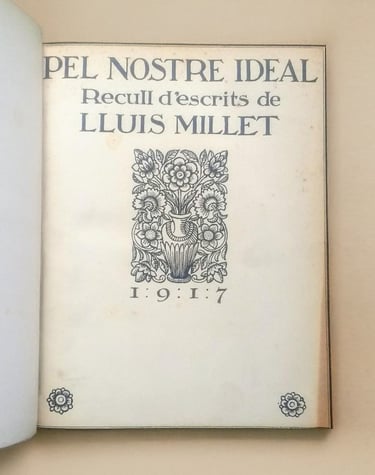 PEL NOSTRE IDEAL
Recull d'escrits de
LLUIS MILLET
1:9:1:7